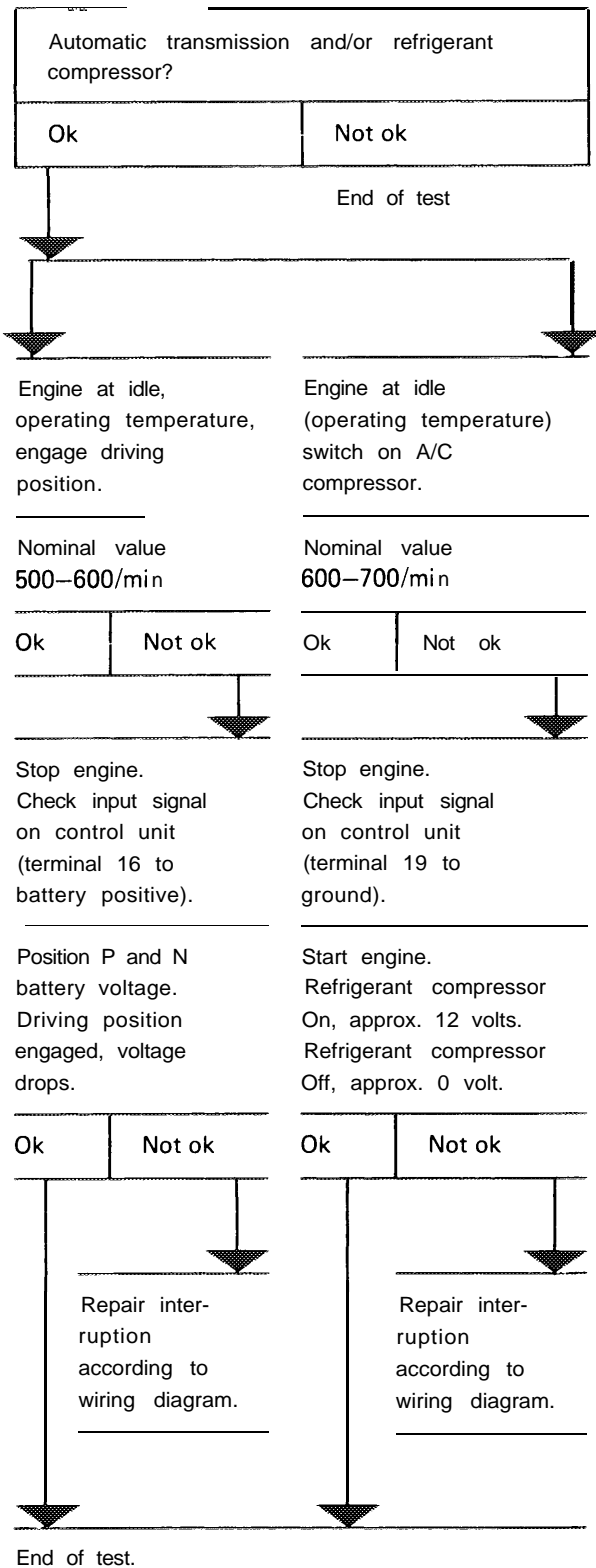 Automatic transmission and/or refrigerant
compressor?
Ok
Not ok
End of test
Engine at idle,
operating temperature,
engage driving
position.
Nominal value
500–600/min
Ok
Not ok
Stop engine.
Check input signal
on control unit
(terminal 16 to
battery positive).
Position P and N
battery voltage.
Driving position
engaged, voltage
drops.
Ok
Not ok
Repair inter-
ruption
according to
wiring diagram.
Engine at idle
(operating temperature)
switch on A/C
compressor.
Nominal value
600–700/min
Ok
Not ok
Stop engine.
Check input signal
on control unit
(terminal 19 to
ground).
Start engine.
Refrigerant compressor
On, approx. 12 volts.
Refrigerant compressor
Off, approx. 0 volt.
Ok
Not ok
Repair inter-
ruption
according to
wiring diagram.
End of test.